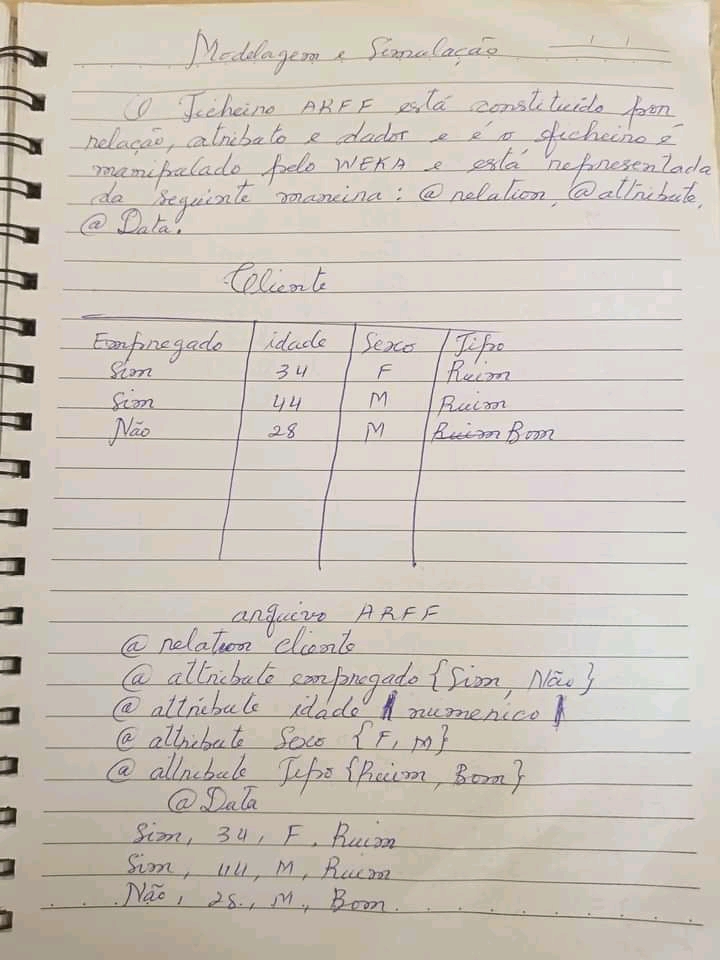 Modelagem e Simulação
O Ficheiro ARFF está constituído por
relação, atributo e dador e é o ficheiro é
manipulado pelo WEKA e está representada
da seguinte maneira: @ relation, @ attribute,
@ Data.
Cliente
Empregado idade Sexo Tipo
Sim 34 F Ruim
Sim 44 M Ruim
Não 28 M Ruim Bom
arquivo ARFF
@ relation cliente
@ attribute empregado {Sim, Não}
@ attribute idade numerico
@ attribute Sexo {F, M}
@ attribute Tipo {Ruim, Bom}
@ Data
Sim, 34, F, Ruim
Sim, 44, M, Ruim
Não, 28, M, Bom